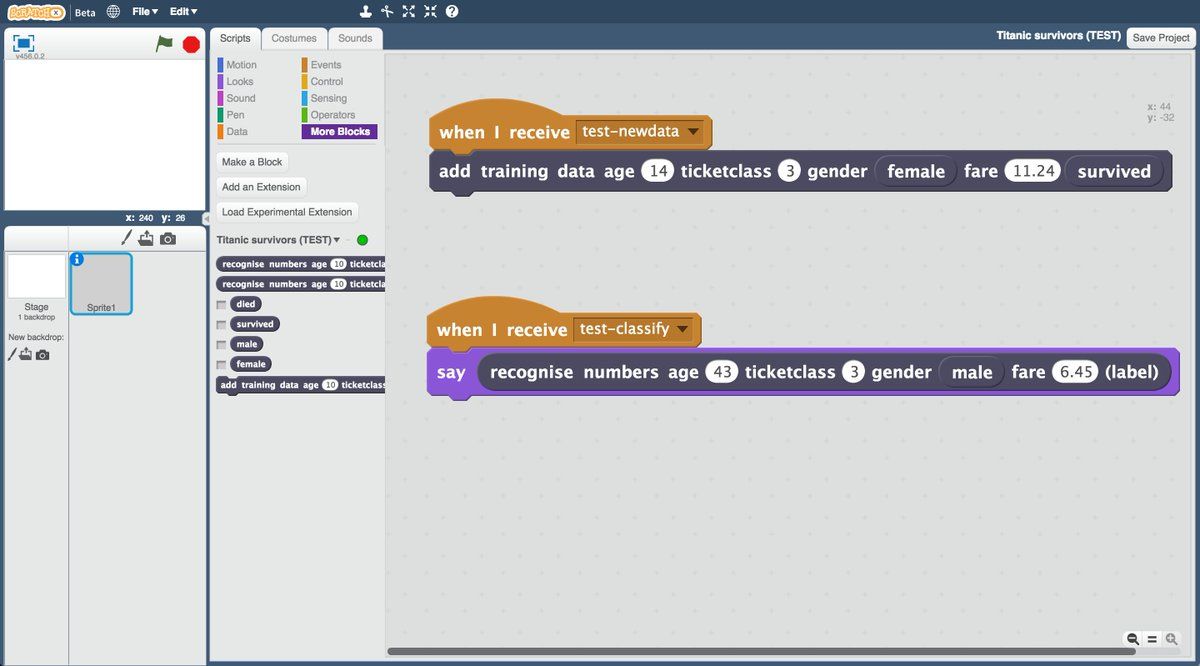 SCRATCHX
Beta
File▾
Edit▾
v456.0.2
Scripts
Costumes
Sounds
Titanic survivors (TEST)
Save Project
Motion
Looks
Sound
Pen
Data
Events
Control
Sensing
Operators
More Blocks
Make a Block
Add an Extension
Load Experimental Extension
Titanic survivors (TEST)▾
recognise numbers age 10 ticketcla
recognise numbers age 10 ticketcla
died
survived
male
female
add training data age 10 ticketclass
x: 240 y: 26
Stage
1 backdrop
New backdrop:
Sprite1
x: 44
y: -32
when I receive test-newdata
add training data age 14 ticketclass 3 gender female fare 11.24 survived
when I receive test-classify
say recognise numbers age 43 ticketclass 3 gender male fare 6.45 (label)